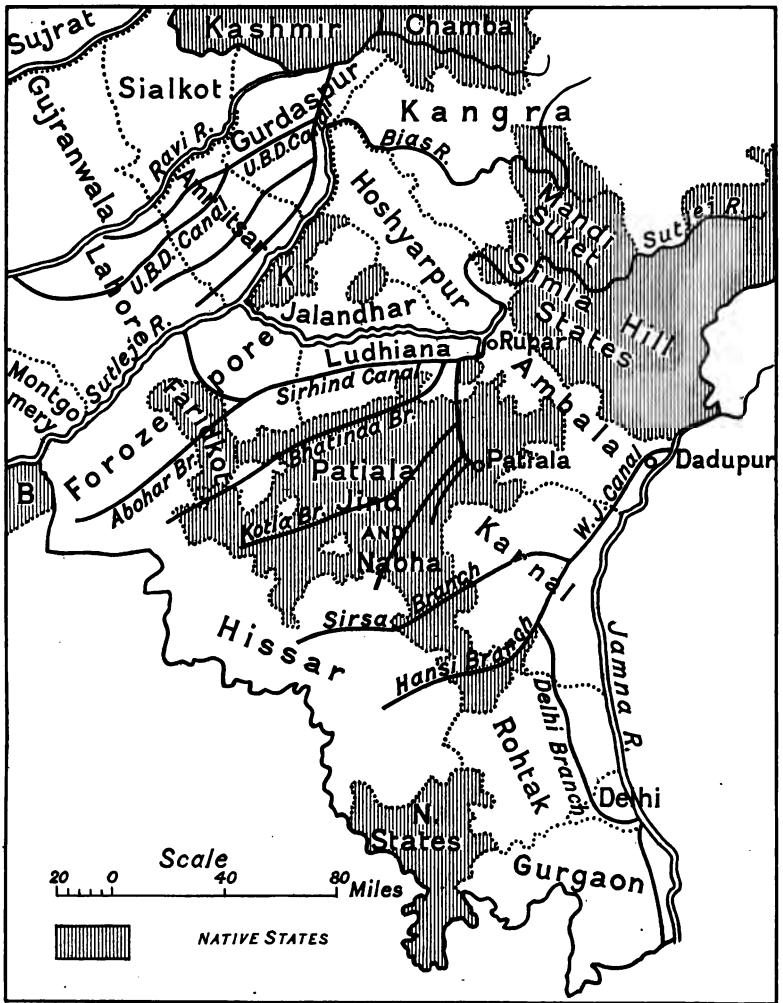 Sujrat
Kashmir
Chamba
Sialkot
Gujranwala
Gurdaspur
Kangra
Ravi R.
U.B.D. Canal
Bias R.
Amritsar
Hoshyarpur
Mandi
Suket
Sutlej R.
U.B.D. Canal
Lahore
K
Jalandhar
Simla
States
Hill
Sutlej R.
Montgo
mery
Ludhiana
Rupar
Sirhind Canal
Ambala
Forozepore
Faridkot
Bhatinda Br.
Patiala
Patiala
Dadupur
B
Abohar Br.
W.J. Canal
Kotla Br.
Jind
AND
Nabha
Karnal
Sirsa Branch
Hissar
Hansi Branch
Jamna R.
Delhi Branch
Rohtak
Delhi
N.
States
Gurgaon
Scale
20 0 40 80 Miles
NATIVE STATES